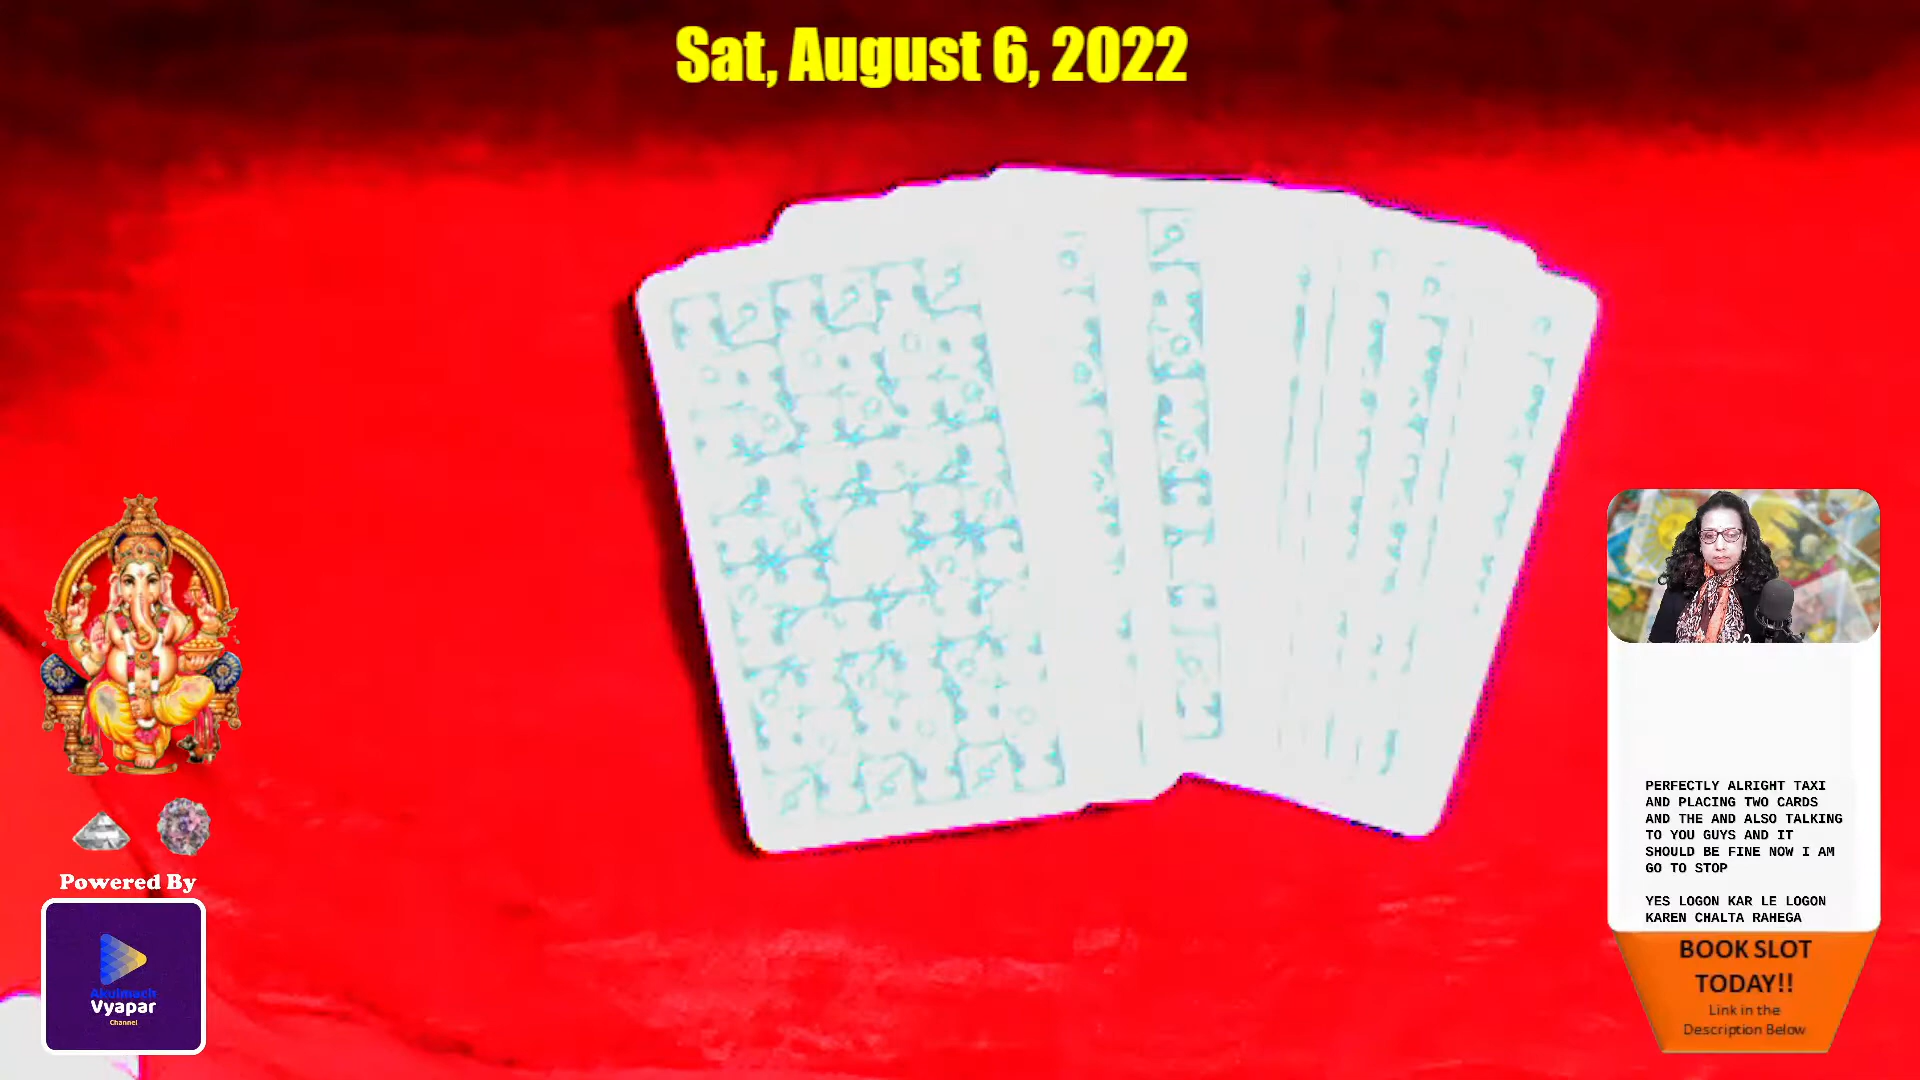 Sat, August 6, 2022
PERFECTLY ALRIGHT TAXI
AND PLACING TWO CARDS
AND THE AND ALSO TALKING
TO YOU GUYS AND IT
SHOULD BE FINE NOW I AM
GO TO STOP
YES LOGON KAR LE LOGON
KAREN CHALTA RAHEGA
BOOK SLOT
TODAY!!
Link in the
Description Below
Powered By
Akulmach
Vyapar
Channel